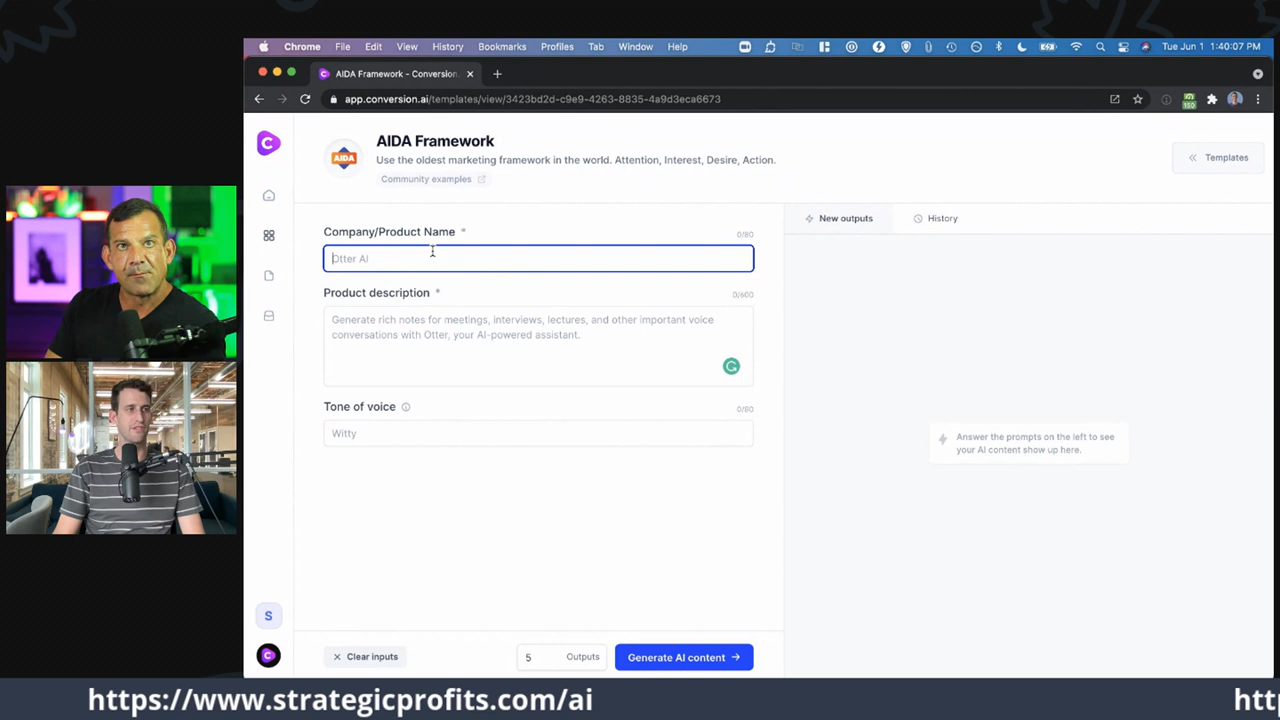 Chrome File Edit View History Bookmarks Profiles Tab Window Help Tue Jun 1 1:40:07 PM
AIDA Framework - Conversion.
app.conversion.ai/templates/view/3423bd2d-c9e9-4263-8835-4a9d3eca6673
150
AIDA
AIDA Framework
Use the oldest marketing framework in the world. Attention, Interest, Desire, Action.
Community examples
Templates
C
New outputs
History
Company/Product Name *
0/80
Otter AI
Product description *
0/600
Generate rich notes for meetings, interviews, lectures, and other important voice
conversations with Otter, your AI-powered assistant.
Tone of voice
0/80
Witty
Answer the prompts on the left to see
your AI content show up here.
S
C
Clear inputs
5 Outputs
Generate AI content →
https://www.strategicprofits.com/ai
htt